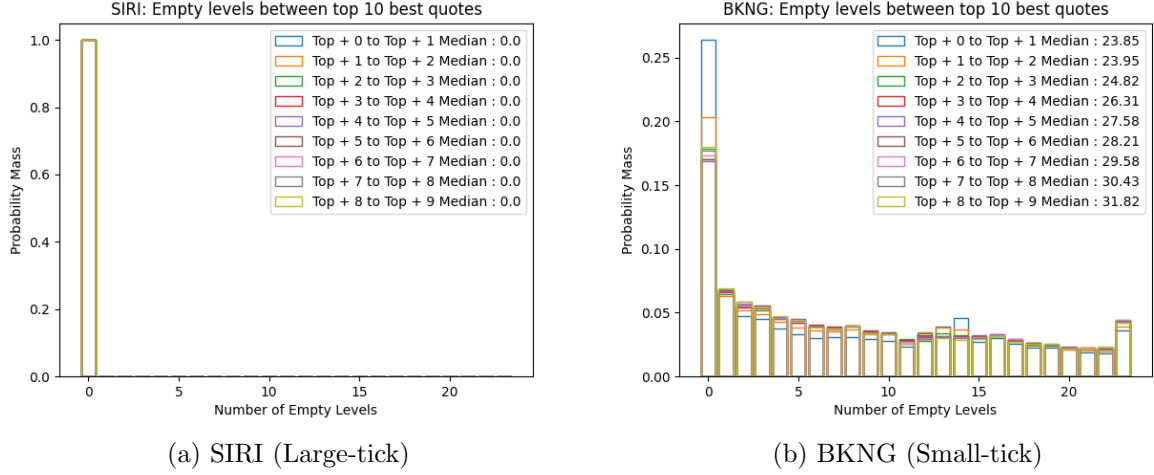 SIRI: Empty levels between top 10 best quotes
Probability Mass
1.0
0.8
0.6
0.4
0.2
0.0
Top + 0 to Top + 1 Median : 0.0
Top + 1 to Top + 2 Median : 0.0
Top + 2 to Top + 3 Median : 0.0
Top + 3 to Top + 4 Median : 0.0
Top + 4 to Top + 5 Median : 0.0
Top + 5 to Top + 6 Median : 0.0
Top + 6 to Top + 7 Median : 0.0
Top + 7 to Top + 8 Median : 0.0
Top + 8 to Top + 9 Median : 0.0
0 5 10 15 20
Number of Empty Levels
(a) SIRI (Large-tick)
BKNG: Empty levels between top 10 best quotes
Probability Mass
0.25
0.20
0.15
0.10
0.05
0.00
Top + 0 to Top + 1 Median : 23.85
Top + 1 to Top + 2 Median : 23.95
Top + 2 to Top + 3 Median : 24.82
Top + 3 to Top + 4 Median : 26.31
Top + 4 to Top + 5 Median : 27.58
Top + 5 to Top + 6 Median : 28.21
Top + 6 to Top + 7 Median : 29.58
Top + 7 to Top + 8 Median : 30.43
Top + 8 to Top + 9 Median : 31.82
0 5 10 15 20
Number of Empty Levels
(b) BKNG (Small-tick)